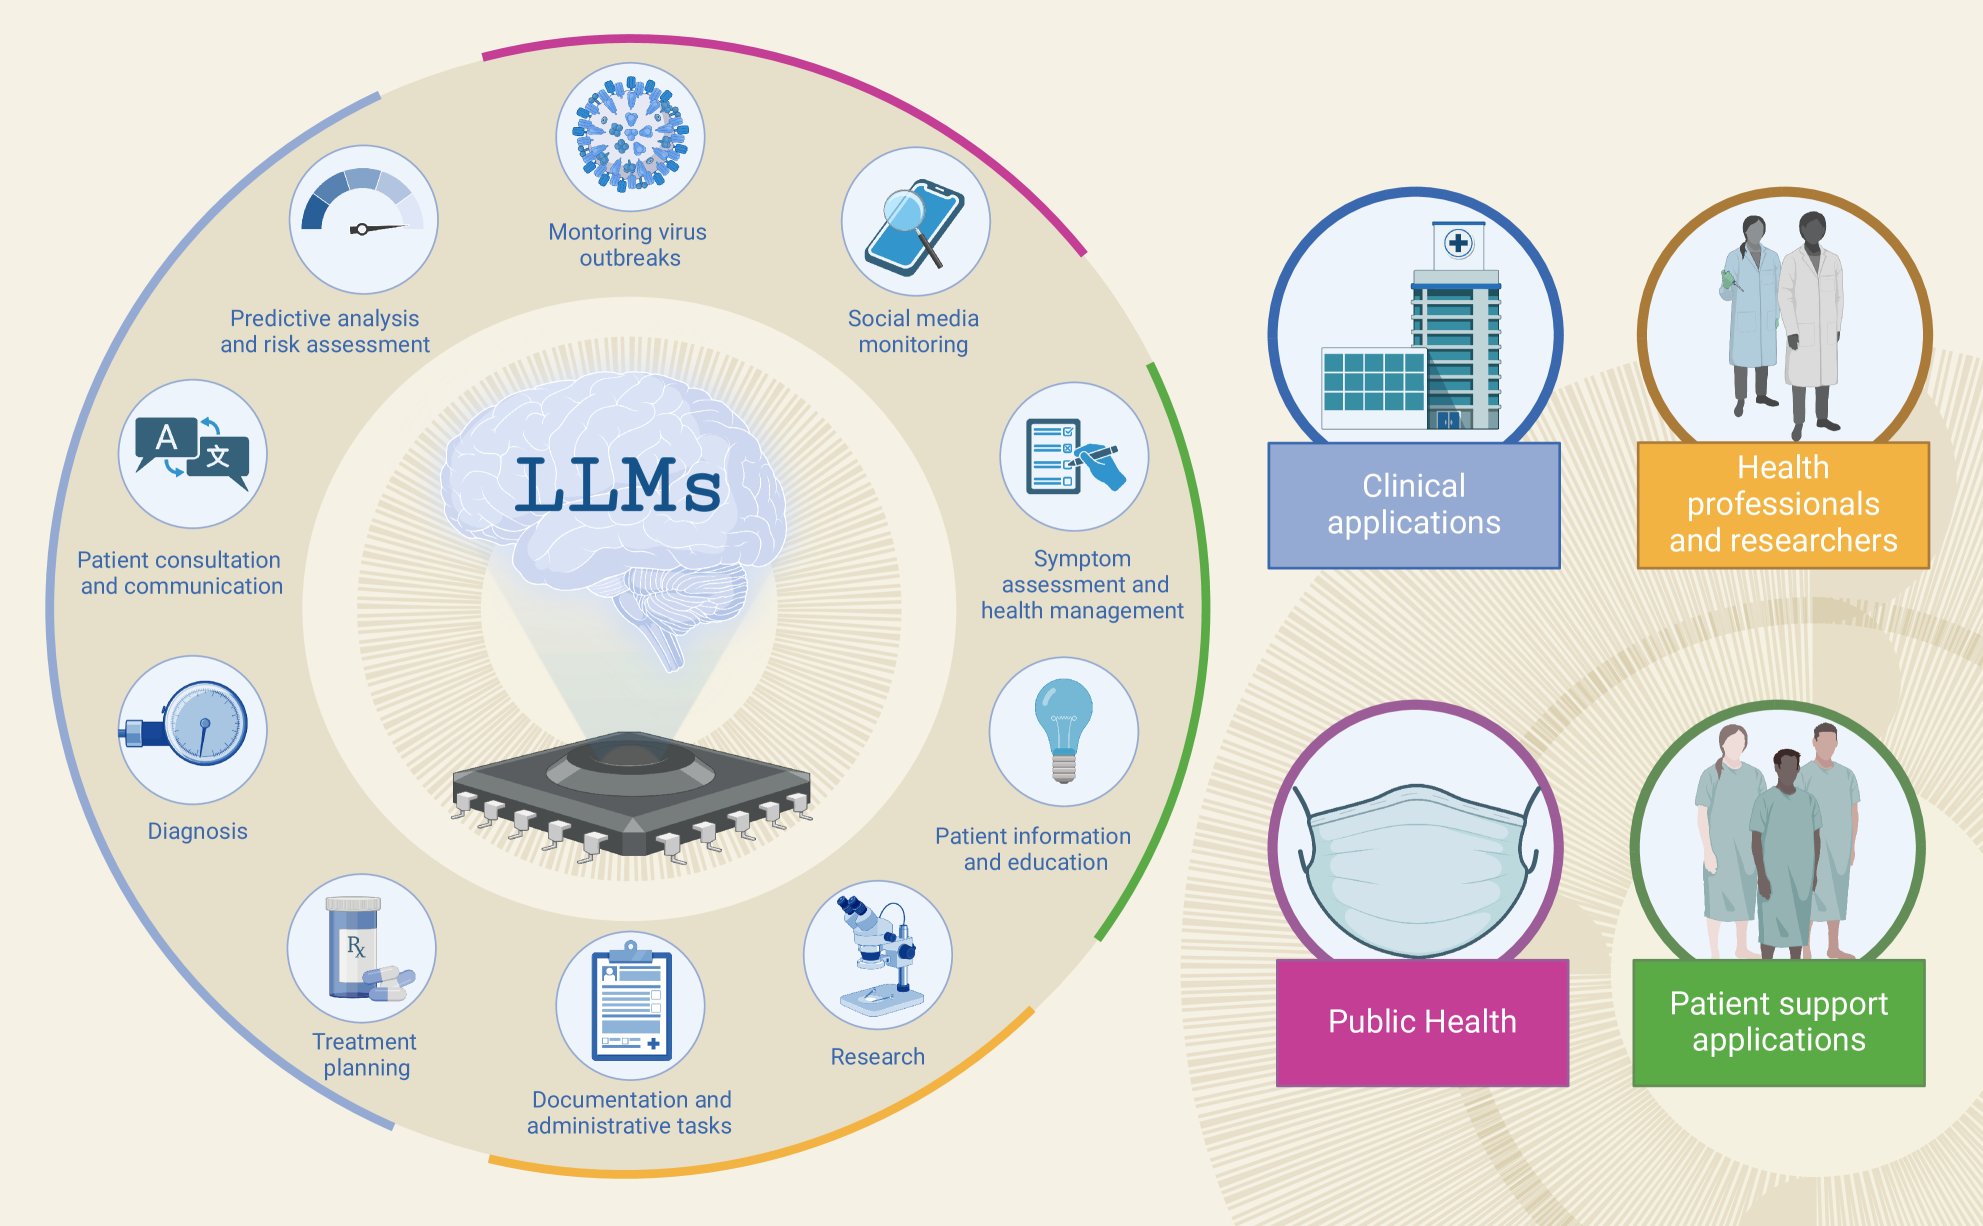 Montoring virus
outbreaks
Social media
monitoring
Symptom
assessment and
health management
Patient information
and education
Research
Documentation and
administrative tasks
Rx
Treatment
planning
Diagnosis
A
文
Patient consultation
and communication
Predictive analysis
and risk assessment
LLMs
Clinical
applications
Health
professionals
and researchers
Public Health
Patient support
applications